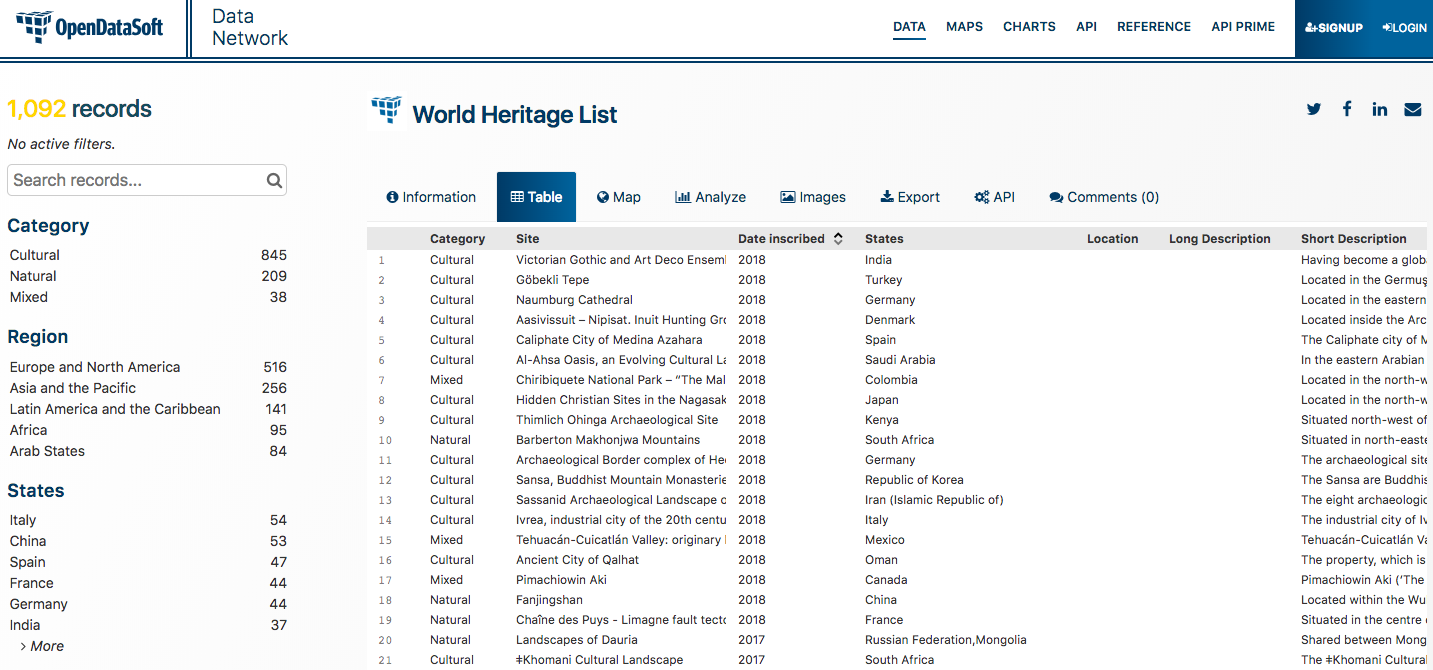 OpenDataSoft
Data
Network
DATA MAPS CHARTS API REFERENCE API PRIME SIGNUP LOGIN
1,092 records
No active filters.
Search records...
Category
Cultural 845
Natural 209
Mixed 38
Region
Europe and North America 516
Asia and the Pacific 256
Latin America and the Caribbean 141
Africa 95
Arab States 84
States
Italy 54
China 53
Spain 47
France 44
Germany 44
India 37
> More
World Heritage List
Information Table Map Analyze Images Export API Comments (0)
Category Site Date inscribed States Location Long Description Short Description
1 Cultural Victorian Gothic and Art Deco Ensem 2018 India Having become a globa
2 Cultural Göbekli Tepe 2018 Turkey Located in the Germuş
3 Cultural Naumburg Cathedral 2018 Germany Located in the eastern
4 Cultural Aasivissuit – Nipisat. Inuit Hunting Gro 2018 Denmark Located inside the Arc
5 Cultural Caliphate City of Medina Azahara 2018 Spain The Caliphate city of M
6 Cultural Al-Ahsa Oasis, an Evolving Cultural La 2018 Saudi Arabia In the eastern Arabian
7 Mixed Chiribiquete National Park – “The Mal 2018 Colombia Located in the north-w
8 Cultural Hidden Christian Sites in the Nagasak 2018 Japan Located in the north-w
9 Cultural Thimlich Ohinga Archaeological Site 2018 Kenya Situated north-west of
10 Natural Barberton Makhonjwa Mountains 2018 South Africa Situated in north-easte
11 Cultural Archaeological Border complex of He 2018 Germany The archaeological site
12 Cultural Sansa, Buddhist Mountain Monasterie 2018 Republic of Korea The Sansa are Buddhis
13 Cultural Sassanid Archaeological Landscape o 2018 Iran (Islamic Republic of) The eight archaeologic
14 Cultural Ivrea, industrial city of the 20th centu 2018 Italy The industrial city of Iv
15 Mixed Tehuacán-Cuicatlán Valley: originary 2018 Mexico Tehuacán-Cuicatlán Va
16 Cultural Ancient City of Qalhat 2018 Oman The property, which is
17 Mixed Pimachiowin Aki 2018 Canada Pimachiowin Aki (‘The
18 Natural Fanjingshan 2018 China Located within the Wu
19 Natural Chaîne des Puys - Limagne fault tecto 2018 France Situated in the centre
20 Natural Landscapes of Dauria 2017 Russian Federation,Mongolia Shared between Mong
21 Cultural ǂKhomani Cultural Landscape 2017 South Africa The ǂKhomani Cultural